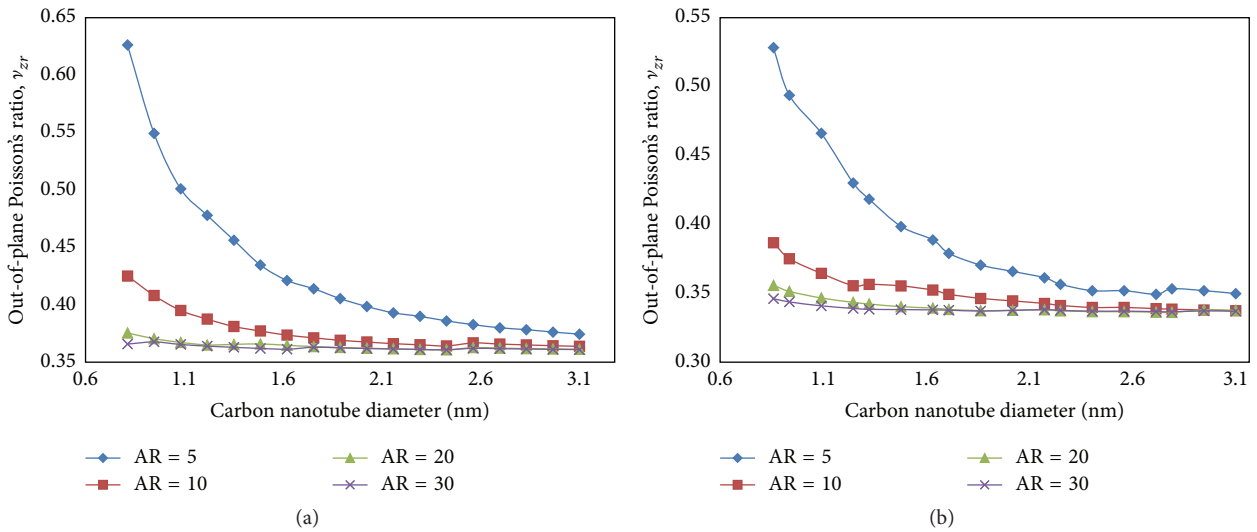 0.65
0.60
0.55
0.50
0.45
0.40
0.35
Out-of-plane Poisson's ratio, νzr
0.6 1.1 1.6 2.1 2.6 3.1
Carbon nanotube diameter (nm)
AR = 5 AR = 20
AR = 10 AR = 30
(a)
0.55
0.50
0.45
0.40
0.35
0.30
Out-of-plane Poisson's ratio, νzr
0.6 1.1 1.6 2.1 2.6 3.1
Carbon nanotube diameter (nm)
AR = 5 AR = 20
AR = 10 AR = 30
(b)